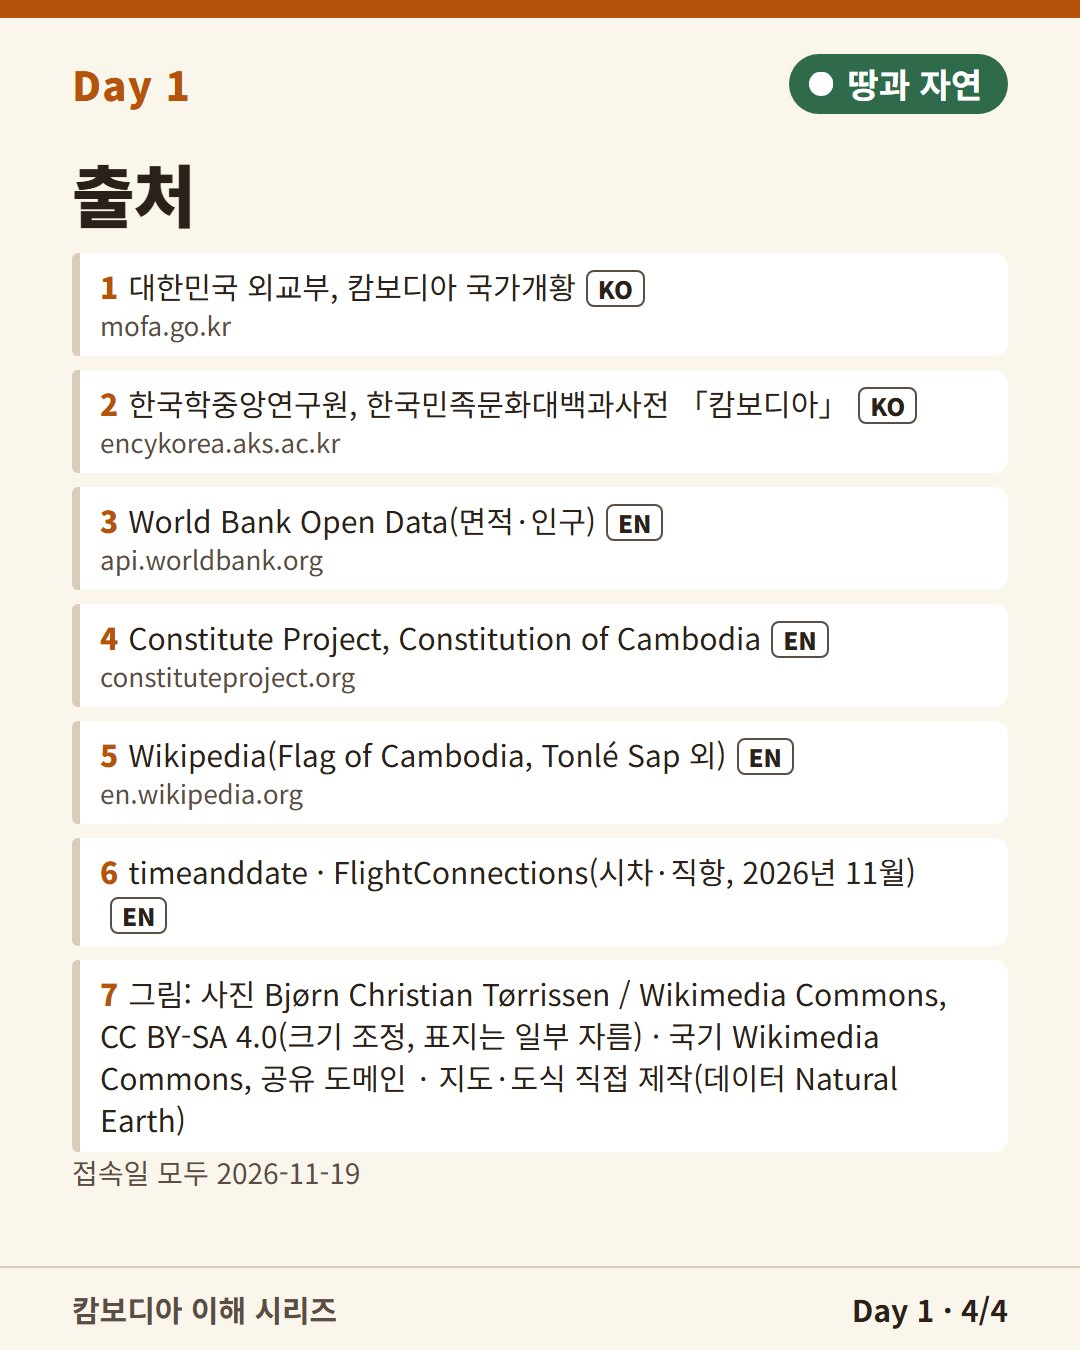 Day 1
땅과 자연
출처
1 대한민국 외교부, 캄보디아 국가개황 KO
mofa.go.kr
2 한국학중앙연구원, 한국민족문화대백과사전 「캄보디아」 KO
encykorea.aks.ac.kr
3 World Bank Open Data(면적·인구) EN
api.worldbank.org
4 Constitute Project, Constitution of Cambodia EN
constituteproject.org
5 Wikipedia(Flag of Cambodia, Tonlé Sap 외) EN
en.wikipedia.org
6 timeanddate · FlightConnections(시차·직항, 2026년 11월)
EN
7 그림: 사진 Bjørn Christian Tørrissen / Wikimedia Commons,
CC BY-SA 4.0(크기 조정, 표지는 일부 자름) · 국기 Wikimedia
Commons, 공유 도메인 · 지도·도식 직접 제작(데이터 Natural
Earth)
접속일 모두 2026-11-19
캄보디아 이해 시리즈
Day 1 · 4/4